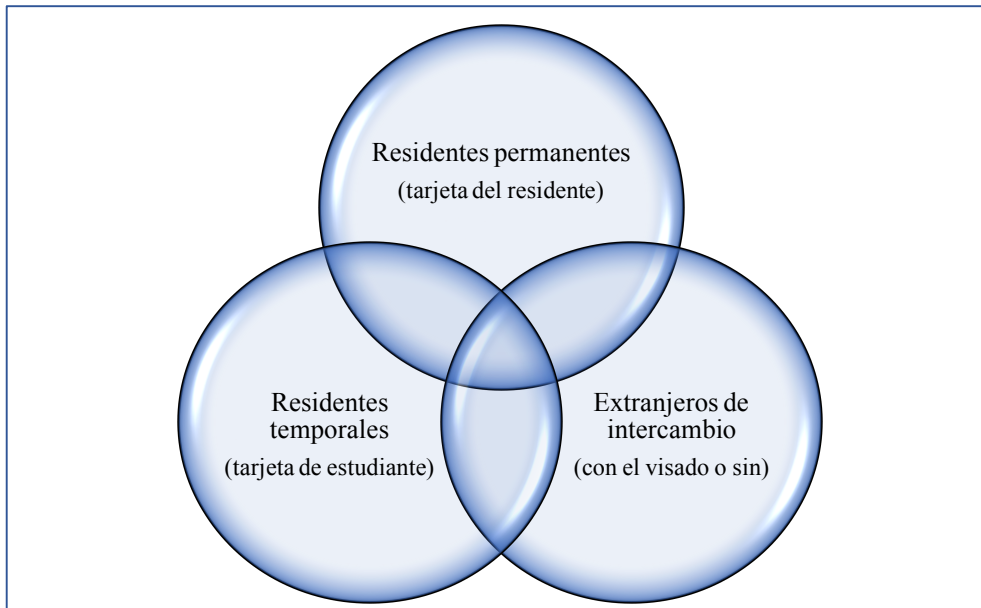 Residentes permanentes
(tarjeta del residente)
Residentes
temporales
(tarjeta de estudiante)
Extranjeros de
intercambio
(con el visado o sin)